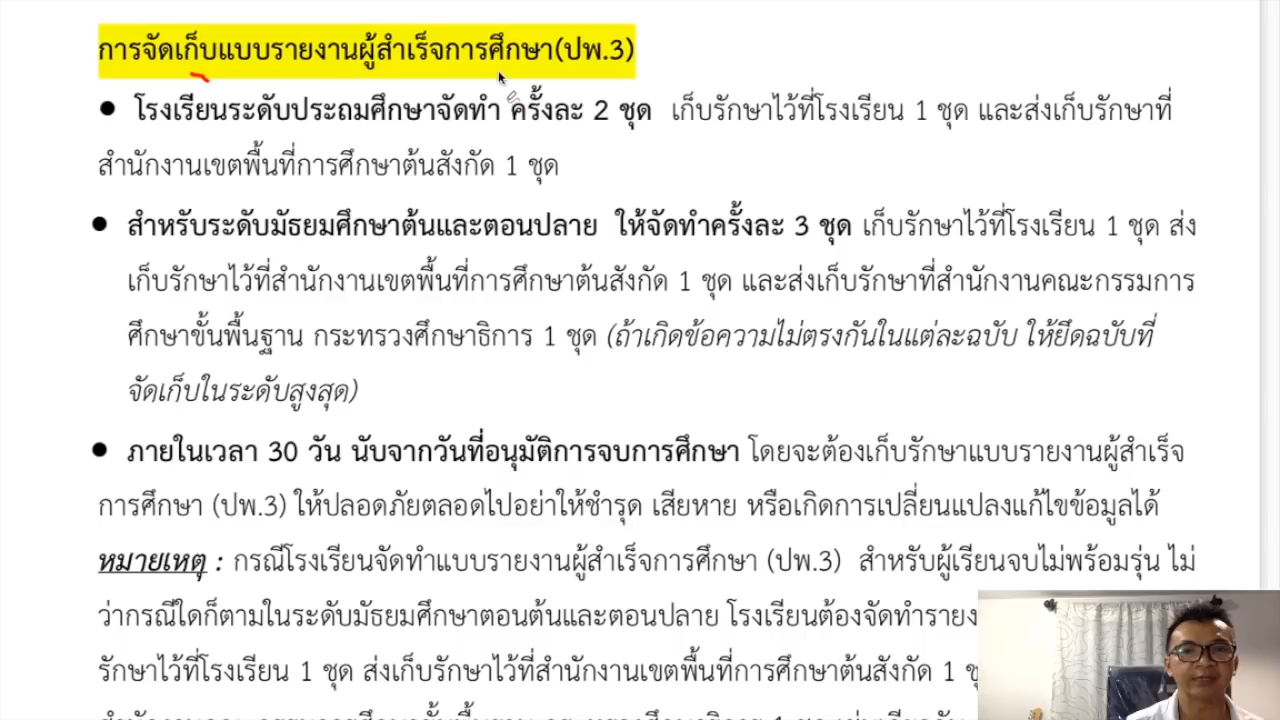 การจัดเก็บแบบรายงานผู้สำเร็จการศึกษา(ปพ.3)
● โรงเรียนระดับประถมศึกษาจัดทำ ครั้งละ 2 ชุด เก็บรักษาไว้ที่โรงเรียน 1 ชุด และส่งเก็บรักษาที่
สำนักงานเขตพื้นที่การศึกษาต้นสังกัด 1 ชุด
● สำหรับระดับมัธยมศึกษาต้นและตอนปลาย ให้จัดทำครั้งละ 3 ชุด เก็บรักษาไว้ที่โรงเรียน 1 ชุด ส่ง
เก็บรักษาไว้ที่สำนักงานเขตพื้นที่การศึกษาต้นสังกัด 1 ชุด และส่งเก็บรักษาที่สำนักงานคณะกรรมการ
ศึกษาขั้นพื้นฐาน กระทรวงศึกษาธิการ 1 ชุด (ถ้าเกิดข้อความไม่ตรงกันในแต่ละฉบับ ให้ยึดฉบับที่
จัดเก็บในระดับสูงสุด)
● ภายในเวลา 30 วัน นับจากวันที่อนุมัติการจบการศึกษา โดยจะต้องเก็บรักษาแบบรายงานผู้สำเร็จ
การศึกษา (ปพ.3) ให้ปลอดภัยตลอดไปอย่าให้ชำรุด เสียหาย หรือเกิดการเปลี่ยนแปลงแก้ไขข้อมูลได้
หมายเหตุ : กรณีโรงเรียนจัดทำแบบรายงานผู้สำเร็จการศึกษา (ปพ.3) สำหรับผู้เรียนจบไม่พร้อมรุ่น ไม่
ว่ากรณีใดก็ตามในระดับมัธยมศึกษาตอนต้นและตอนปลาย โรงเรียนต้องจัดทำรายง
รักษาไว้ที่โรงเรียน 1 ชุด ส่งเก็บรักษาไว้ที่สำนักงานเขตพื้นที่การศึกษาต้นสังกัด 1